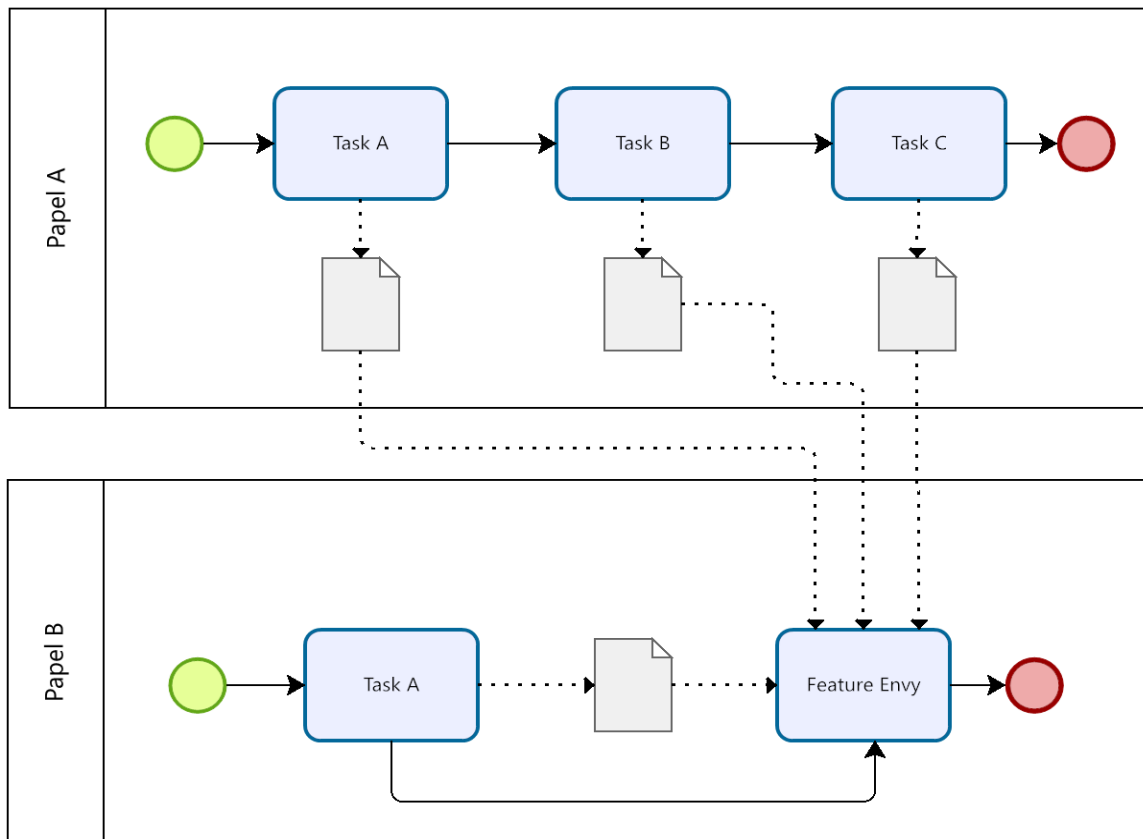 Papel A
Task A
Task B
Task C
Papel B
Task A
Feature Envy